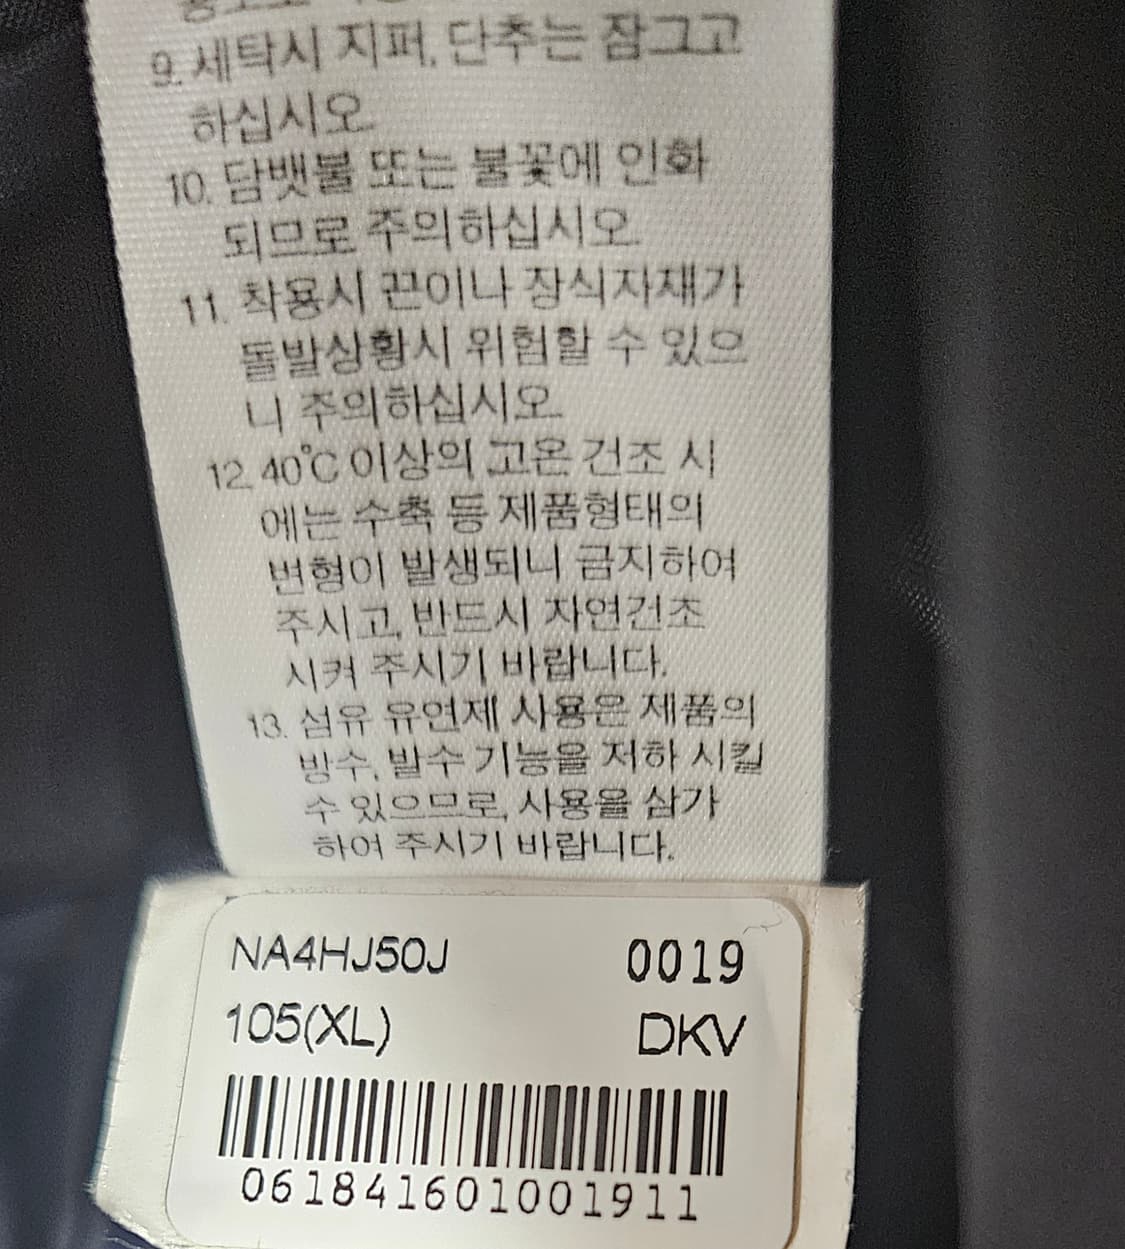 9. 세탁시 지퍼, 단추는 잠그고
하십시오
10. 담뱃불 또는 불꽃에 인화
되므로 주의하십시오
11. 착용시 끈이나 장식자재가
돌발상황시 위험할 수 있으
니 주의하십시오
12. 40℃ 이상의 고온 건조 시
에는 수축 등 제품형태의
변형이 발생되니 금지하여
주시고, 반드시 자연건조
시켜 주시기 바랍니다.
13. 섬유 유연제 사용은 제품의
방수, 발수 기능을 저하 시킬
수 있으므로, 사용을 삼가
하여 주시기 바랍니다.
NA4HJ50J 0019
105(XL) DKV
061841601001911